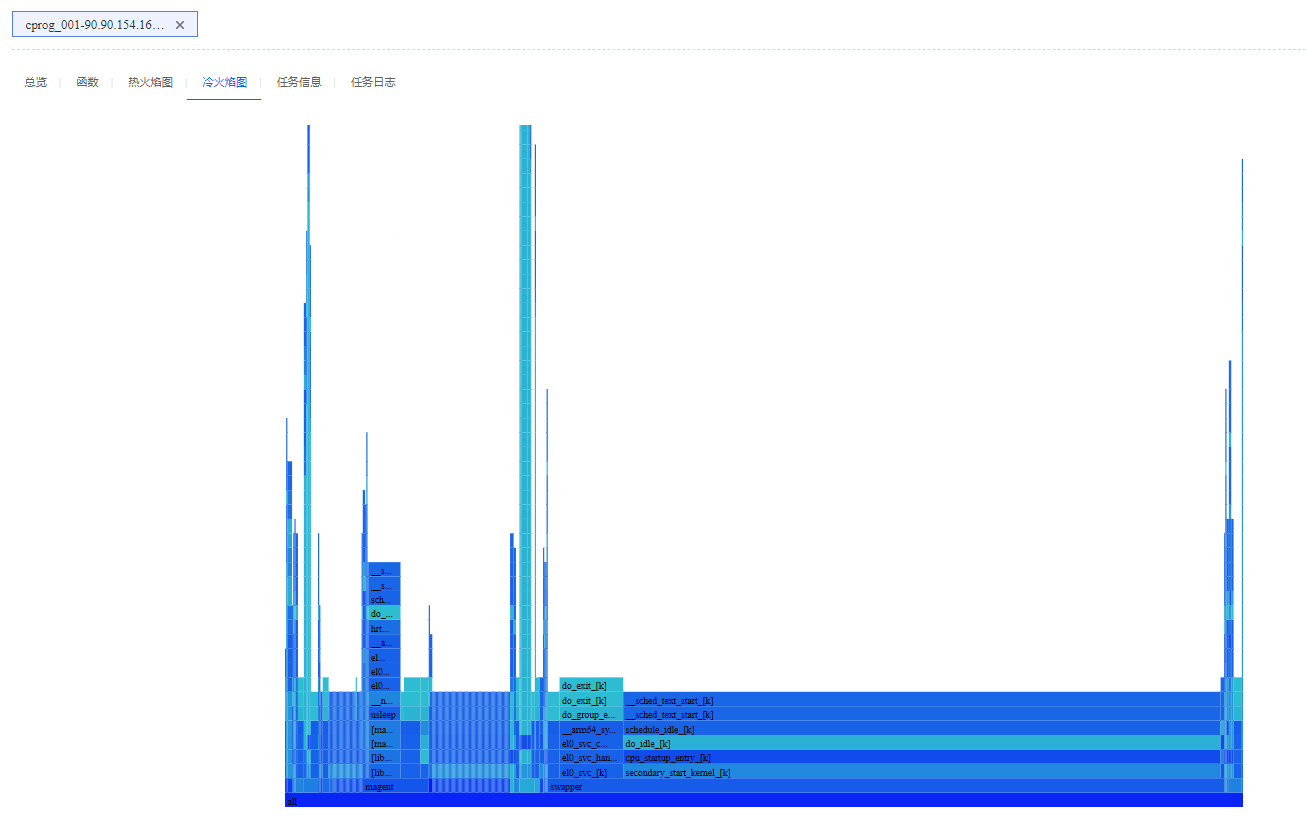 cprog_001-90.90.154.16... ×
总览 函数 热火焰图 冷火焰图 任务信息 任务日志
__s...
__s...
sch...
do_...
hrt...
__a...
el...
el0...
el0... do_exit_[k]
__n... do_exit_[k] __sched_text_start_[k]
usleep do_group_e... __sched_text_start_[k]
[ma... __arm64_sy... schedule_idle_[k]
[ma... el0_svc_c... do_idle_[k]
[lib... el0_svc_han... cpu_startup_entry_[k]
[lib... el0_svc_[k] secondary_start_kernel_[k]
magent swapper
all